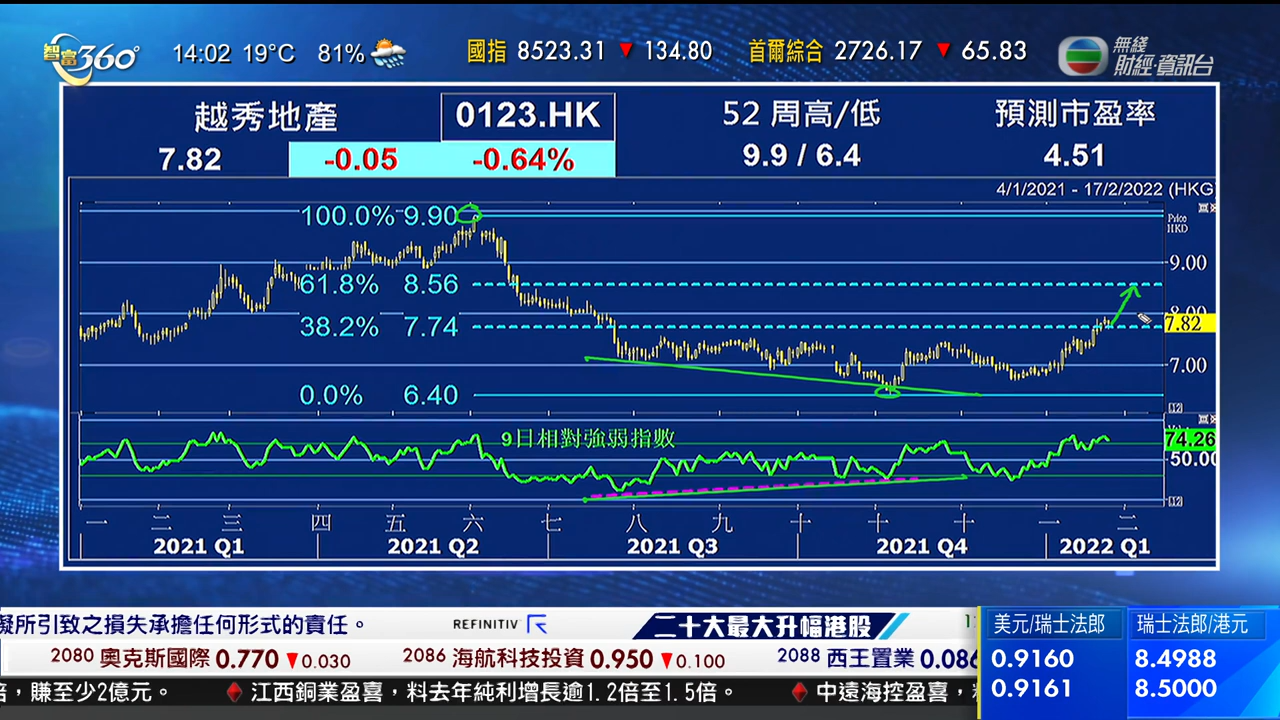 智富360°
14:02 19°C 81%
國指 8523.31 ▼ 134.80 首爾綜合 2726.17 ▼ 65.83
無綫
財經·資訊台
越秀地產 0123.HK 52 周高/低 預測市盈率
7.82 -0.05 -0.64% 9.9 / 6.4 4.51
4/1/2021 - 17/2/2022 (HKG
100.0% 9.90
Price
HKD
9.00
61.8% 8.56
8.00
38.2% 7.74
7.82
7.00
0.0% 6.40
9日相對強弱指數
74.26
50.00
一 二 三 四 五 六 七 八 九 十 十 十 一 二
2021 Q1 2021 Q2 2021 Q3 2021 Q4 2022 Q1
所引致之損失承擔任何形式的責任。 REFINITIV 二十大最大升幅港股
2080 奧克斯國際 0.770 ▼0.030 2086 海航科技投資 0.950 ▼0.100 2088 西王置業 0.086
倍，賺至少2億元。 江西銅業盈喜，料去年純利增長逾1.2倍至1.5倍。 中遠海控盈喜，
美元/瑞士法郎 瑞士法郎/港元
0.9160 8.4988
0.9161 8.5000